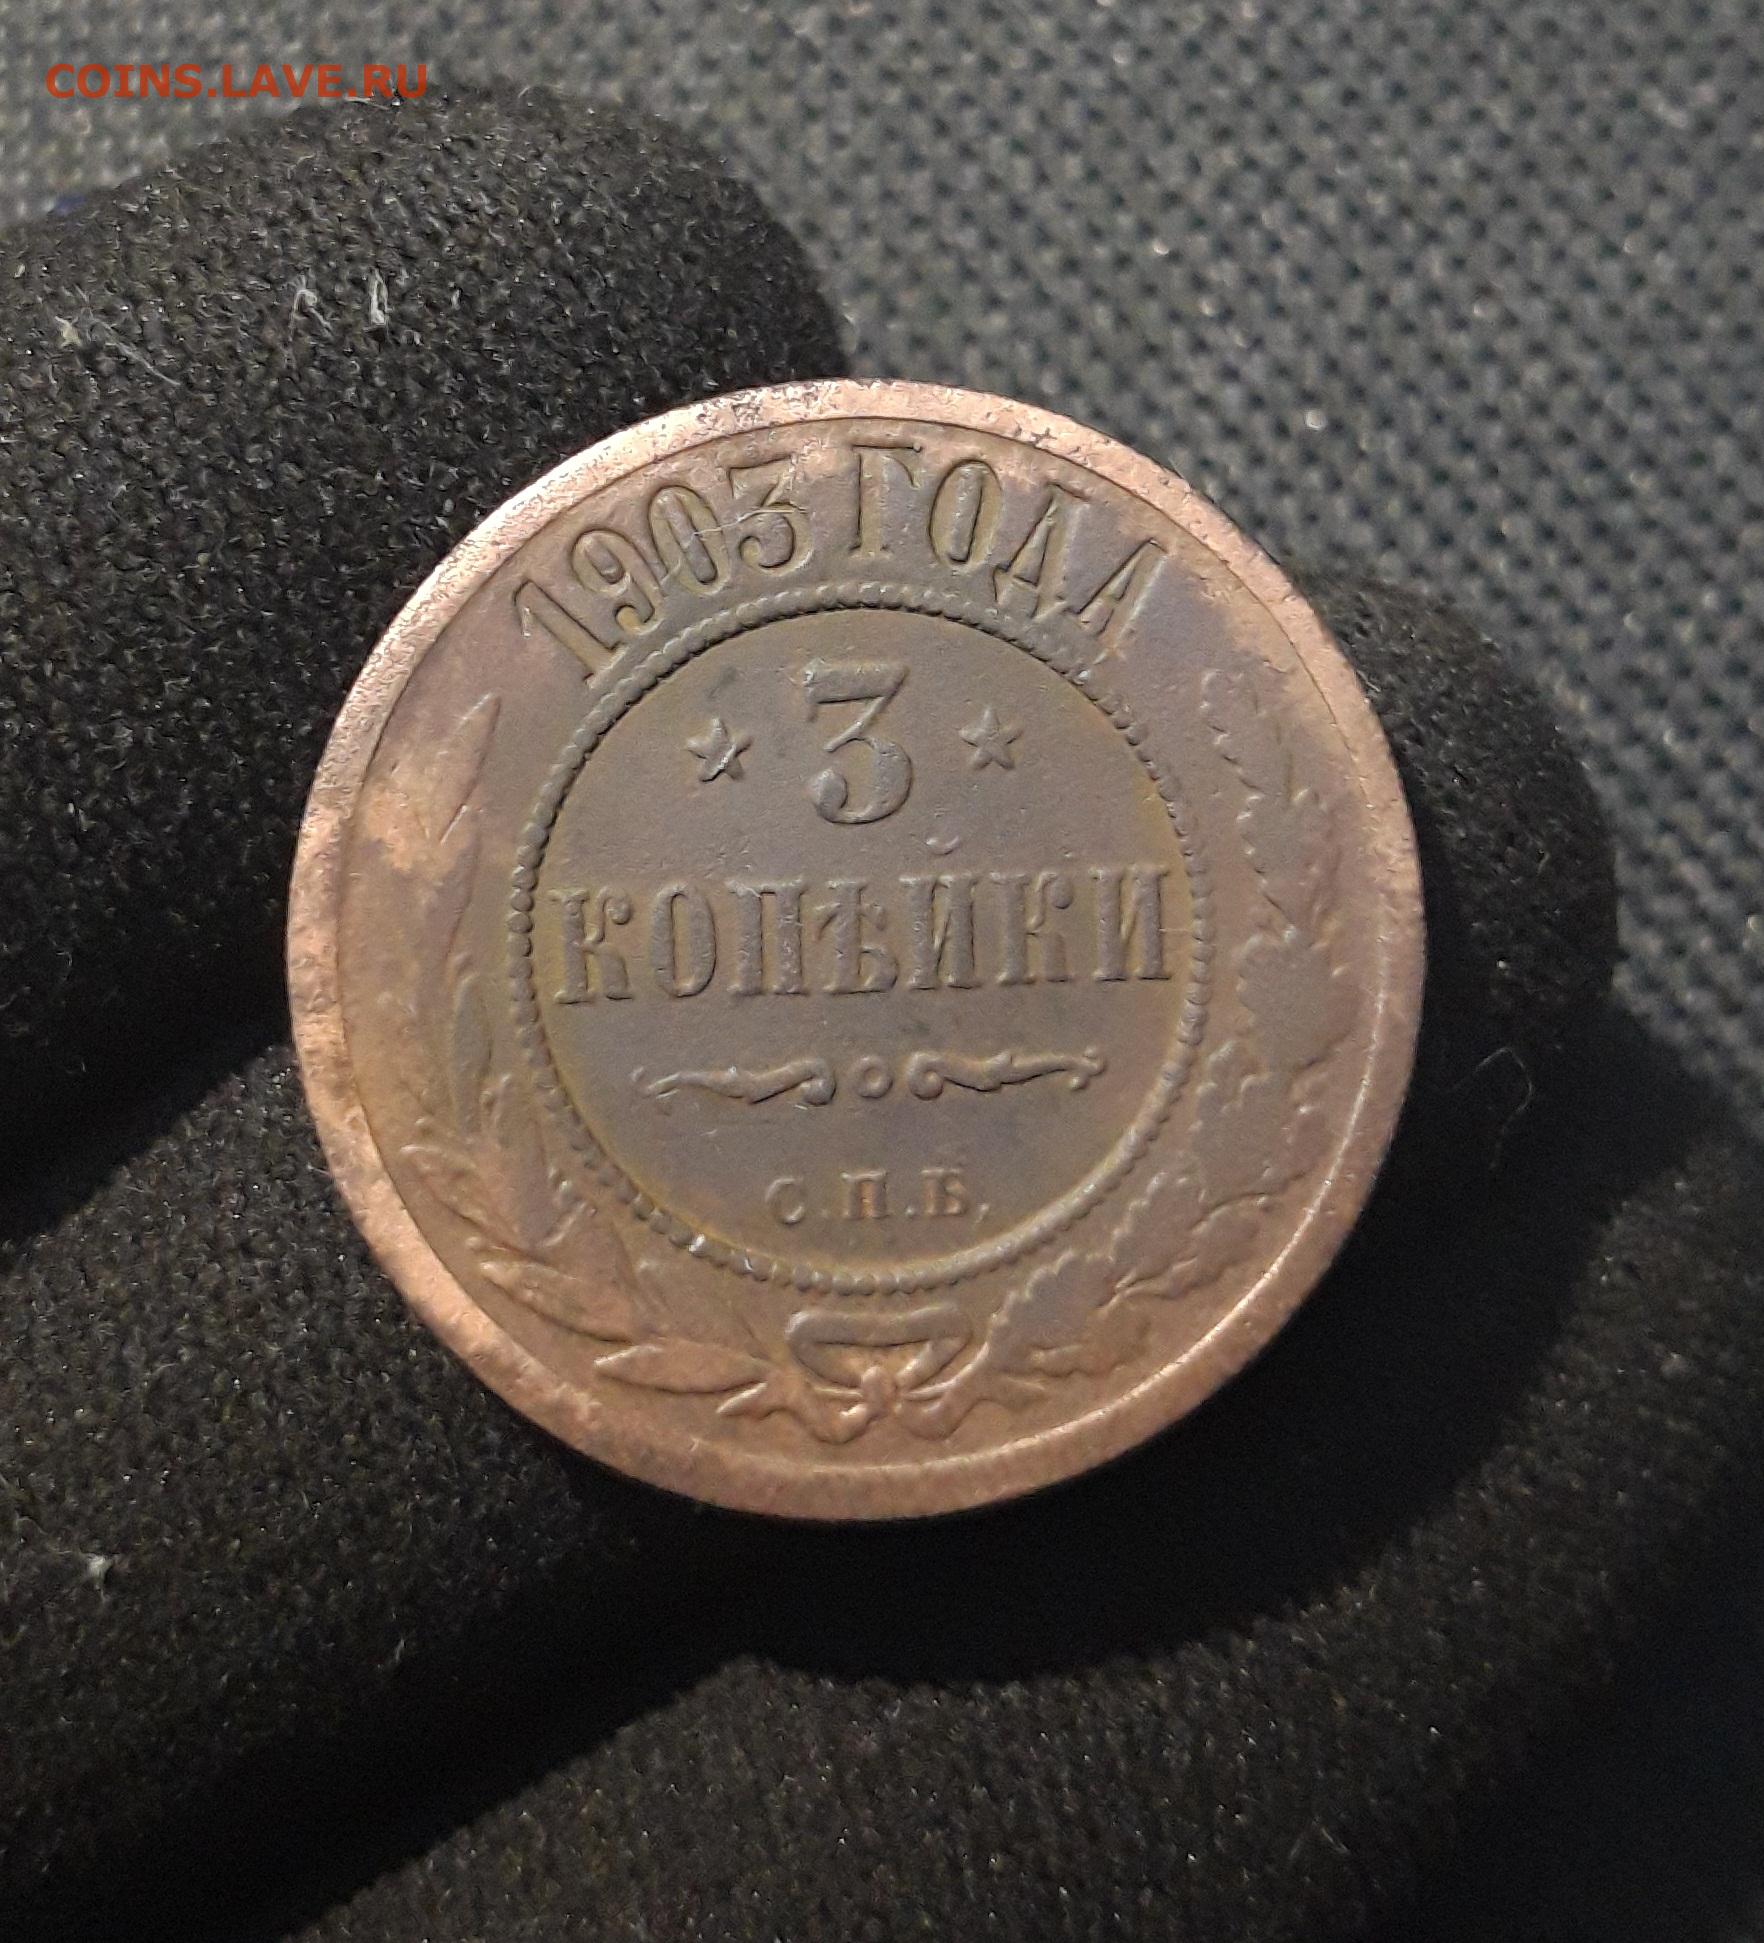 COINS.LAVE.RU
1903 ГОДА
3
КОПѢЙКИ
С.П.Б.